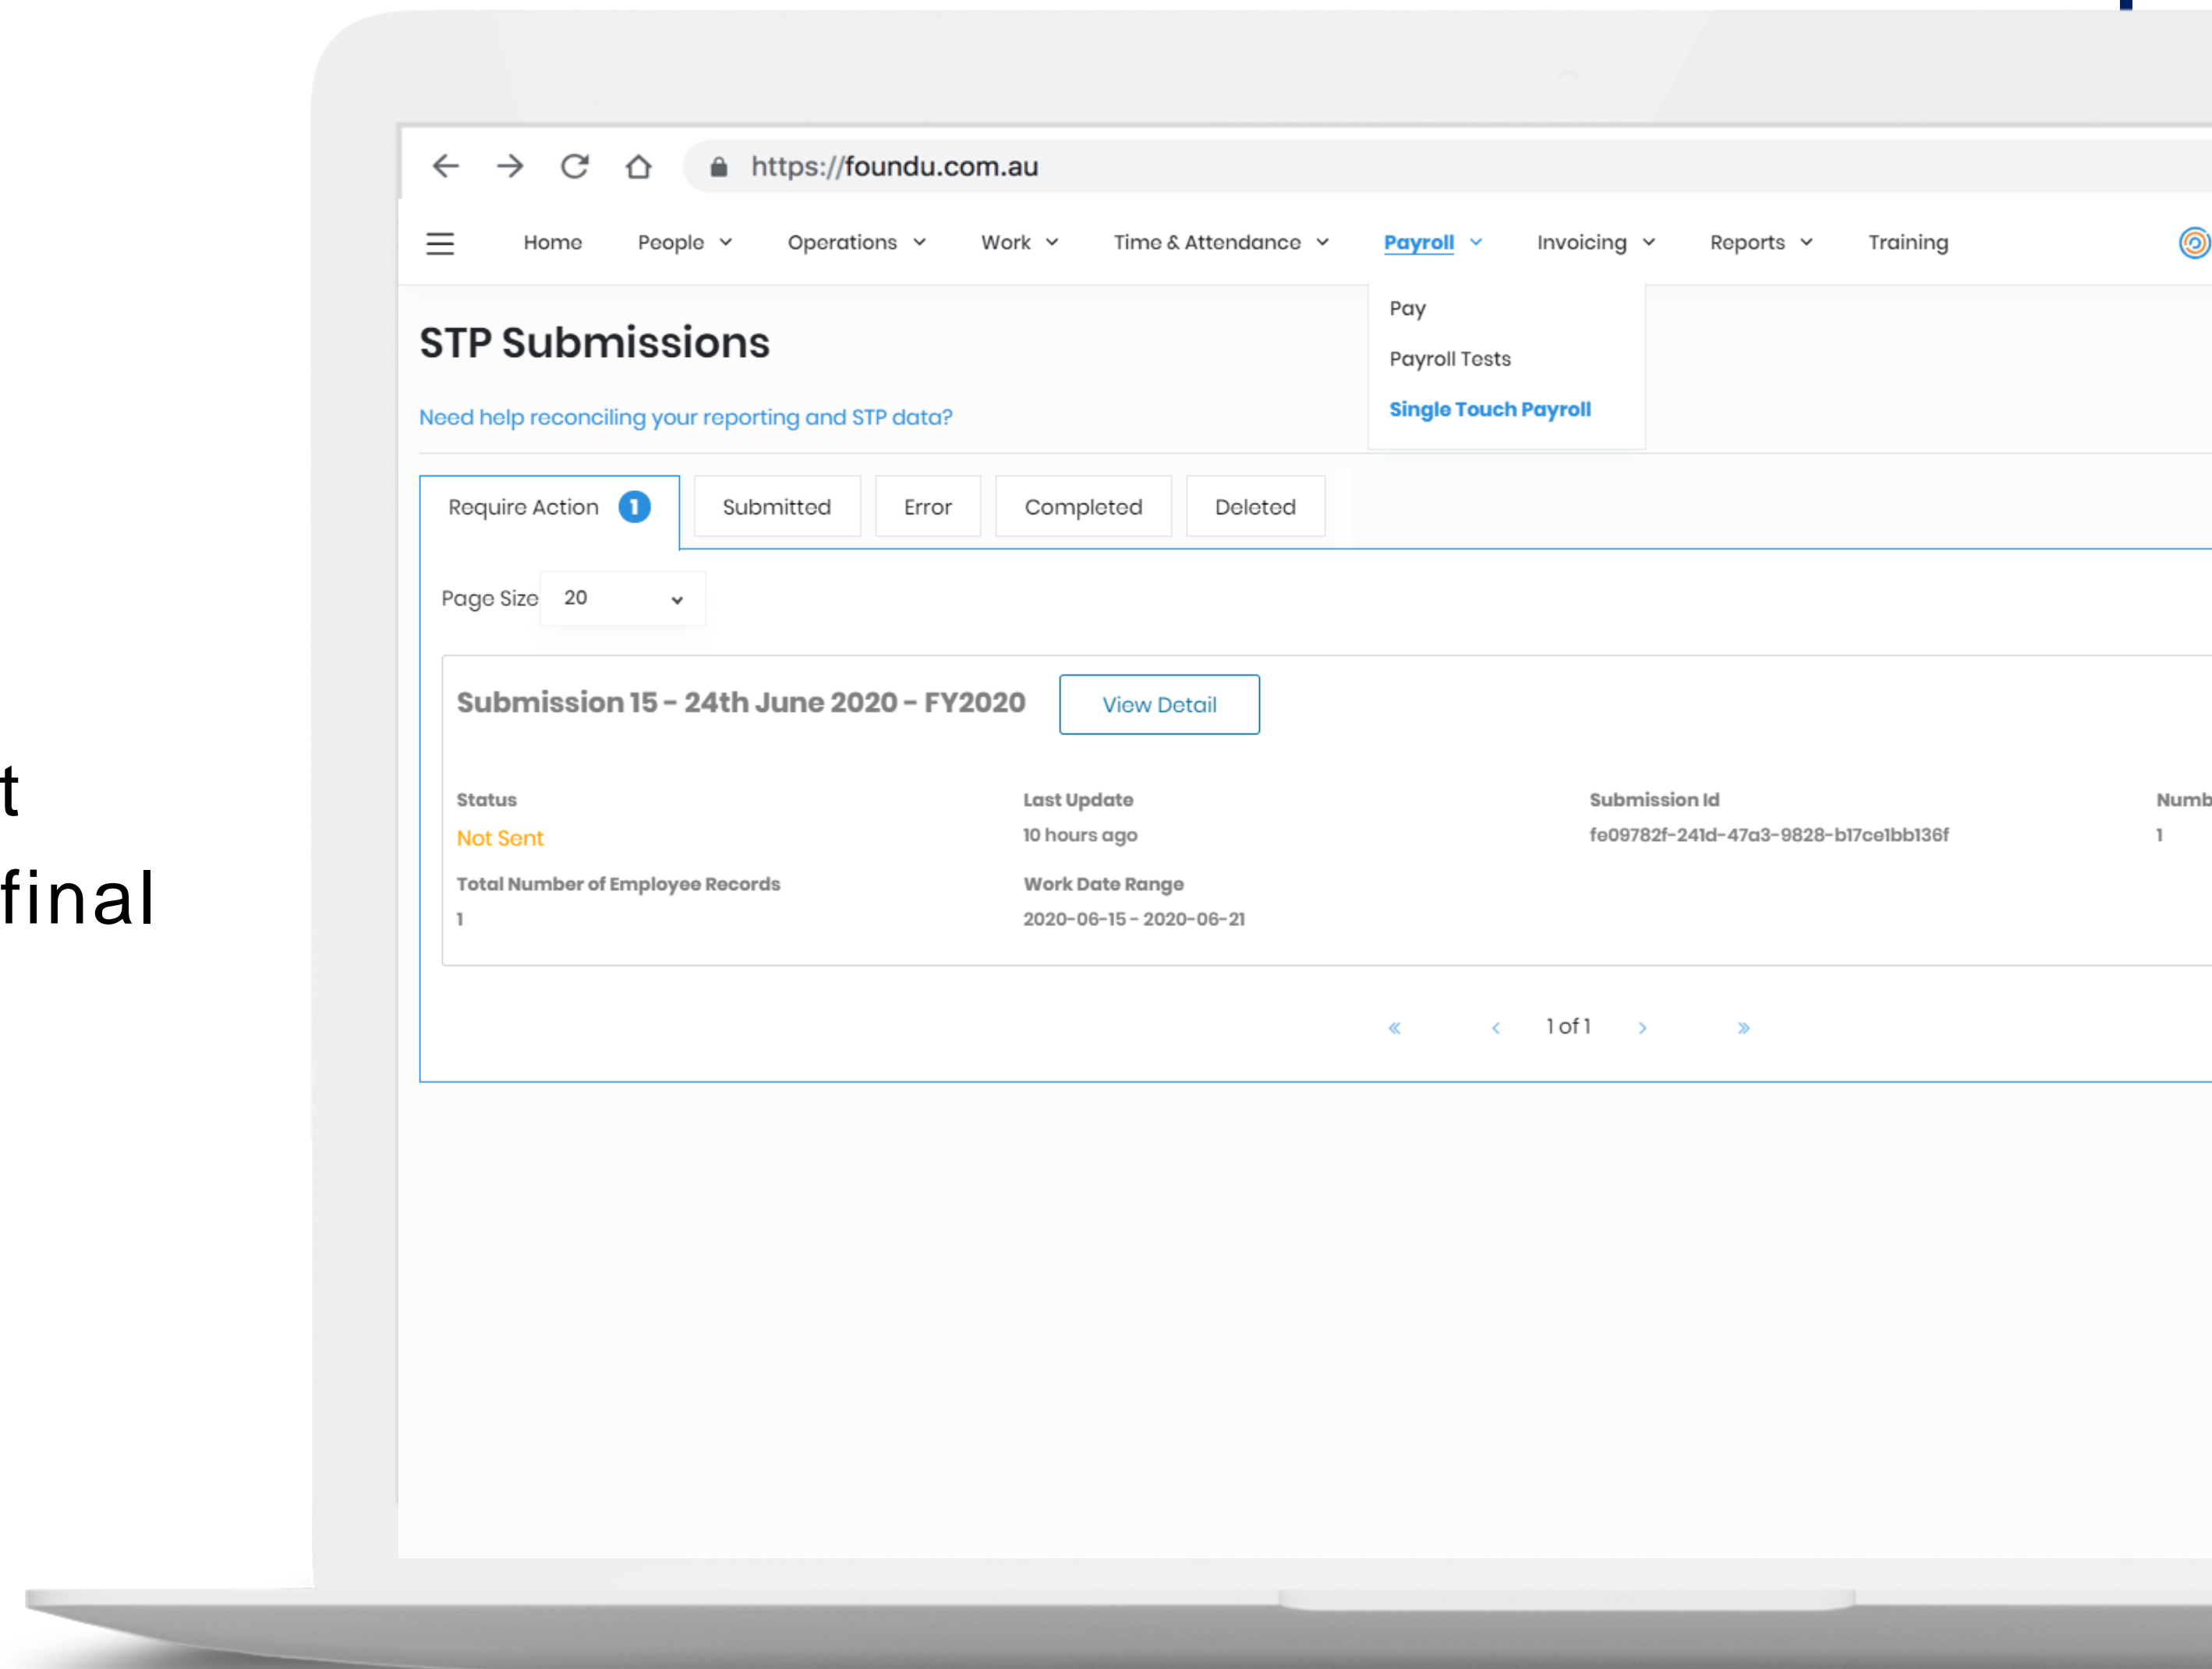 https://foundu.com.au
Home People Operations Work Time & Attendance Payroll Invoicing Reports Training
Pay
Payroll Tests
Single Touch Payroll
STP Submissions
Need help reconciling your reporting and STP data?
Require Action 1 Submitted Error Completed Deleted
Page Size 20
Submission 15 - 24th June 2020 - FY2020 View Detail
Status Last Update Submission Id
Not Sent 10 hours ago fe09782f-241d-47a3-9828-b17ce1bb136f 1
Total Number of Employee Records Work Date Range
1 2020-06-15 - 2020-06-21
« < 1 of 1 > »
final